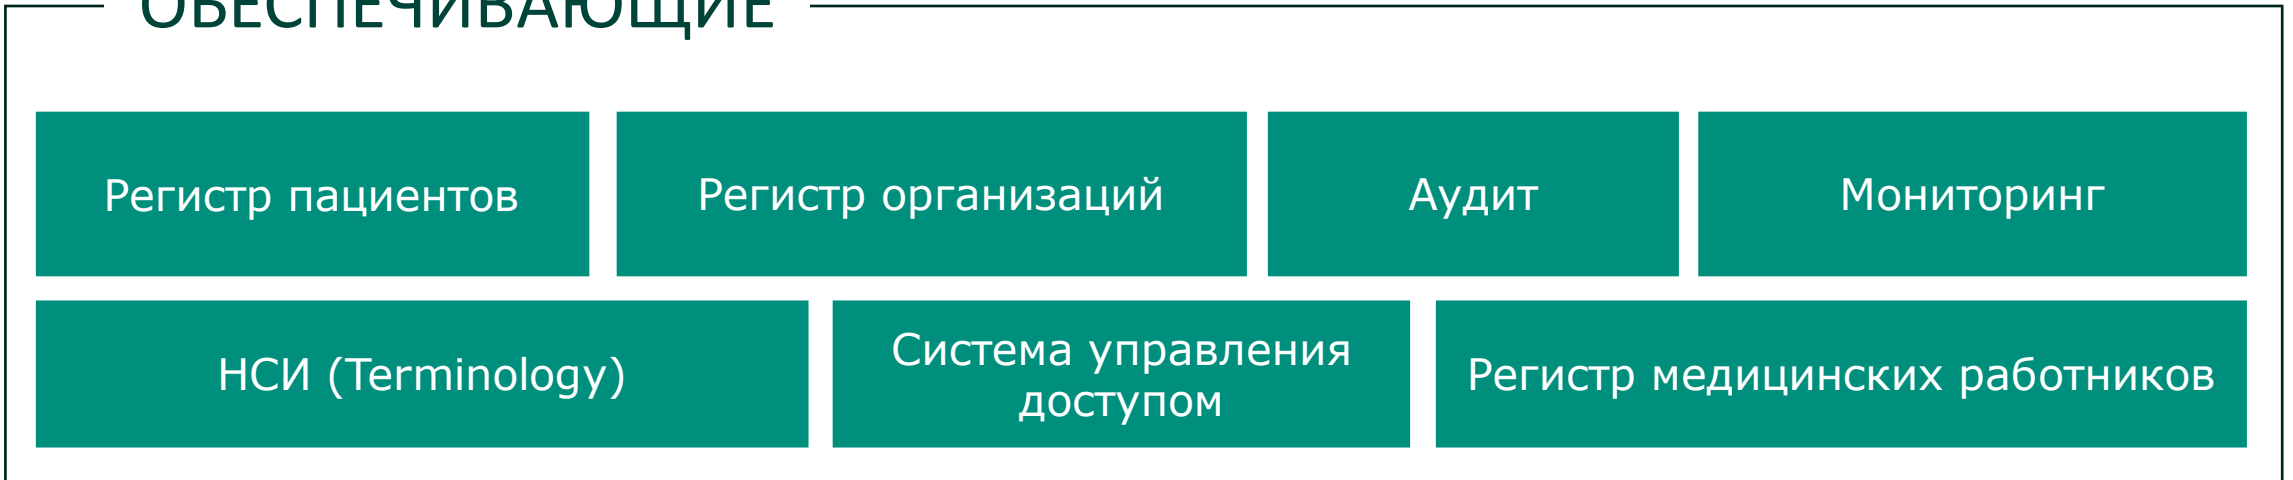 ОБЕСПЕЧИВАЮЩИЕ
Регистр пациентов
Регистр организаций
Аудит
Мониторинг
НСИ (Terminology)
Система управления
доступом
Регистр медицинских работников